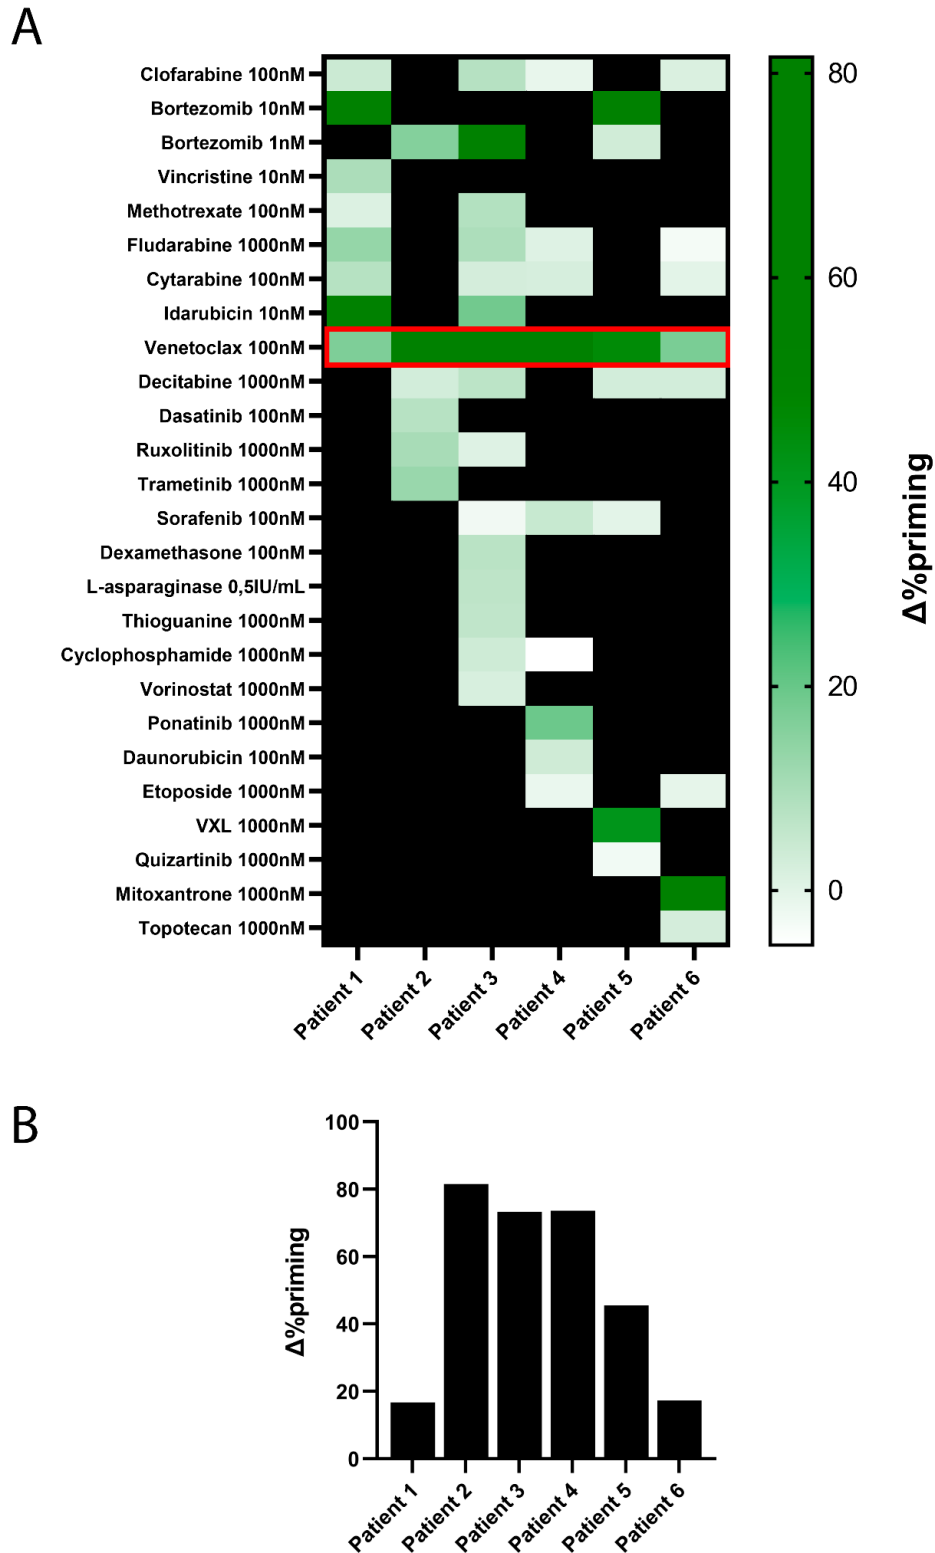 A
Clofarabine 100nM
Bortezomib 10nM
Bortezomib 1nM
Vincristine 10nM
Methotrexate 100nM
Fludarabine 1000nM
Cytarabine 100nM
Idarubicin 10nM
Venetoclax 100nM
Decitabine 1000nM
Dasatinib 100nM
Ruxolitinib 1000nM
Trametinib 1000nM
Sorafenib 100nM
Dexamethasone 100nM
L-asparaginase 0,5IU/mL
Thioguanine 1000nM
Cyclophosphamide 1000nM
Vorinostat 1000nM
Ponatinib 1000nM
Daunorubicin 100nM
Etoposide 1000nM
VXL 1000nM
Quizartinib 1000nM
Mitoxantrone 1000nM
Topotecan 1000nM
Patient 1
Patient 2
Patient 3
Patient 4
Patient 5
Patient 6
80
60
40
20
0
Δ%priming
B
100
80
60
40
20
0
Δ%priming
Patient 1
Patient 2
Patient 3
Patient 4
Patient 5
Patient 6